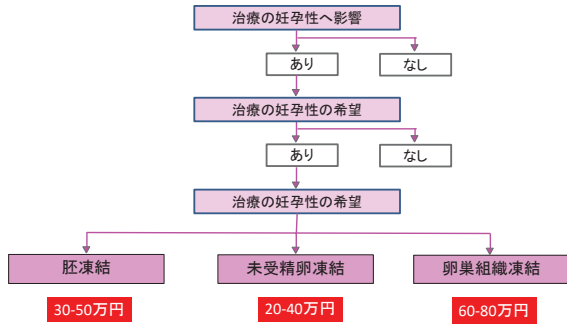 治療の妊孕性へ影響
あり
なし
治療の妊孕性の希望
あり
なし
治療の妊孕性の希望
胚凍結
未受精卵凍結
卵巣組織凍結
30-50万円
20-40万円
60-80万円